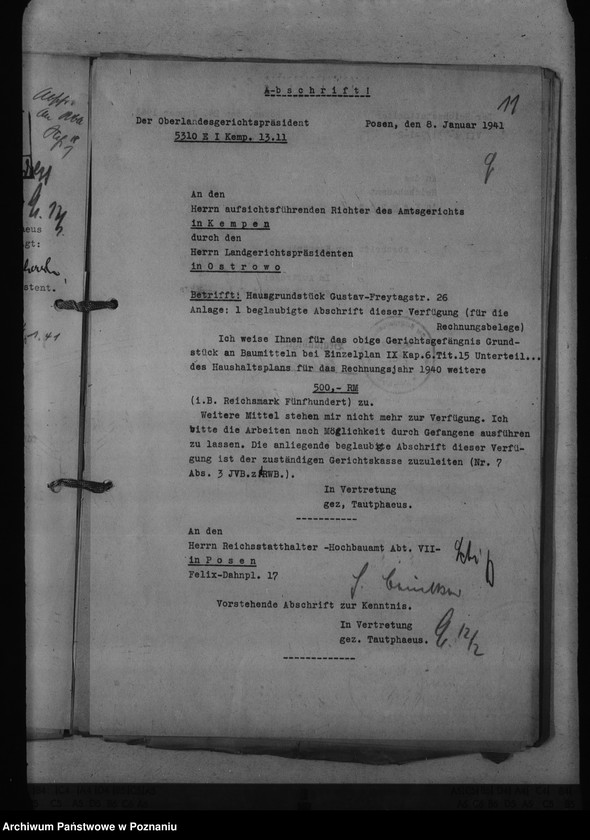 A b s c h r i f t !
11
Der Oberlandesgerichtspräsident
Posen, den 8. Januar 1941
5310 E I Kemp. 13.11
An den
Herrn aufsichtsführenden Richter des Amtsgerichts
in K e m p e n
durch den
Herrn Landgerichtspräsidenten
in O s t r o w o
Betrifft: Hausgrundstück Gustav-Freytagstr. 26
Anlage: 1 beglaubigte Abschrift dieser Verfügung (für die
Rechnungsbelage)
Ich weise Ihnen für das obige Gerichtsgefängnis Grund-
stück an Baumitteln bei Einzelplan IX Kap.6.Tit.15 Unterteil...
des Haushaltsplans für das Rechnungsjahr 1940 weitere
500,- RM
(i.B. Reichsmark Fünfhundert) zu.
Weitere Mittel stehen mir nicht mehr zur Verfügung. Ich
bitte die Arbeiten nach Möglichkeit durch Gefangene ausführen
zu lassen. Die anliegende beglaubigte Abschrift dieser Verfü-
gung ist der zuständigen Gerichtskasse zuzuleiten (Nr. 7
Abs. 3 JVB.z.RWB.).
In Vertretung
gez, Tautphaeus.
An den
Herrn Reichsstatthalter -Hochbauamt Abt. VII-
in P o s e n
Felix-Dahnpl. 17
Vorstehende Abschrift zur Kenntnis.
In Vertretung
gez. Tautphaeus.
12/2
aeus
gt:
stent.
Archiwum Państwowe w Poznaniu